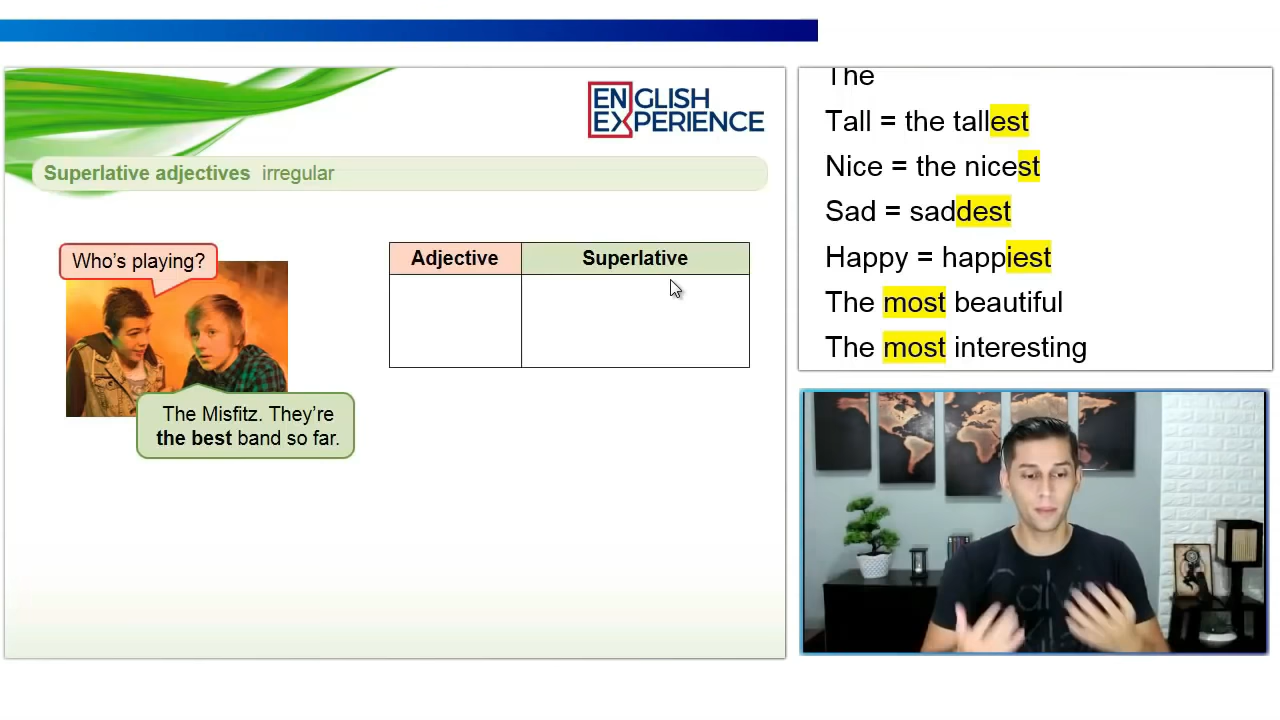 ENGLISH
EXPERIENCE
Superlative adjectives irregular
Who's playing?
The Misfitz. They're
the best band so far.
Adjective Superlative
The
Tall = the tallest
Nice = the nicest
Sad = saddest
Happy = happiest
The most beautiful
The most interesting
Calvin